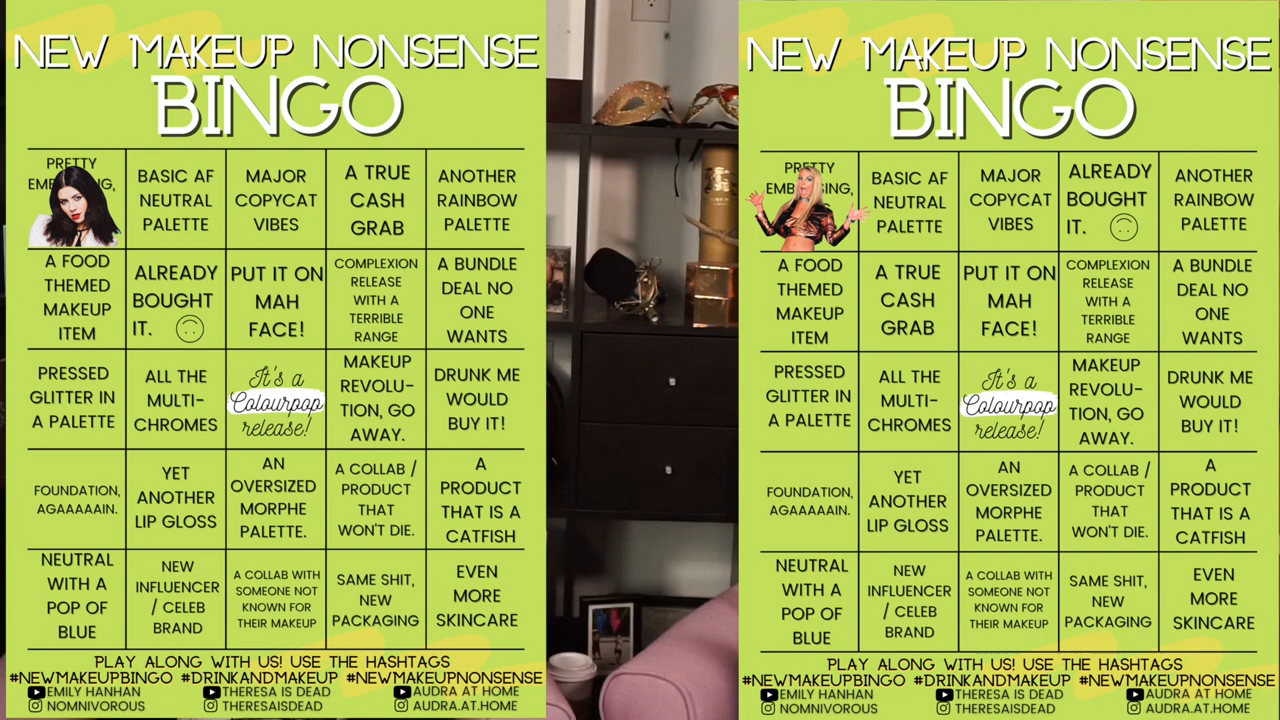 NEW MAKEUP NONSENSE
BINGO
PRETTY
BASIC AF
NEUTRAL
PALETTE
MAJOR
COPYCAT
VIBES
A TRUE
CASH
GRAB
ANOTHER
RAINBOW
PALETTE
A FOOD
THEMED
MAKEUP
ITEM
ALREADY
BOUGHT
IT.
PUT IT ON
MAH
FACE!
COMPLEXION
RELEASE
WITH A
TERRIBLE
RANGE
A BUNDLE
DEAL NO
ONE
WANTS
PRESSED
GLITTER IN
A PALETTE
ALL THE
MULTI-
CHROMES
It's a
Colourpop
release!
MAKEUP
REVOLU-
TION, GO
AWAY.
DRUNK ME
WOULD
BUY IT!
FOUNDATION,
AGAAAAAIN.
YET
ANOTHER
LIP GLOSS
AN
OVERSIZED
MORPHE
PALETTE.
A COLLAB /
PRODUCT
THAT
WON'T DIE.
A
PRODUCT
THAT IS A
CATFISH
NEUTRAL
WITH A
POP OF
BLUE
NEW
INFLUENCER
/ CELEB
BRAND
A COLLAB WITH
SOMEONE NOT
KNOWN FOR
THEIR MAKEUP
SAME SHIT,
NEW
PACKAGING
EVEN
MORE
SKINCARE
PLAY ALONG WITH US! USE THE HASHTAGS
#NEWMAKEUPBINGO #DRINKANDMAKEUP #NEWMAKEUPNONSENSE
EMILY HANHAN THERESA IS DEAD AUDRA AT HOME
NOMNIVOROUS THERESAISDEAD AUDRA.AT.HOME
NEW MAKEUP NONSENSE
BINGO
PRETTY
BASIC AF
NEUTRAL
PALETTE
MAJOR
COPYCAT
VIBES
ALREADY
BOUGHT
IT.
ANOTHER
RAINBOW
PALETTE
A FOOD
THEMED
MAKEUP
ITEM
A TRUE
CASH
GRAB
PUT IT ON
MAH
FACE!
COMPLEXION
RELEASE
WITH A
TERRIBLE
RANGE
A BUNDLE
DEAL NO
ONE
WANTS
PRESSED
GLITTER IN
A PALETTE
ALL THE
MULTI-
CHROMES
It's a
Colourpop
release!
MAKEUP
REVOLU-
TION, GO
AWAY.
DRUNK ME
WOULD
BUY IT!
FOUNDATION,
AGAAAAAIN.
YET
ANOTHER
LIP GLOSS
AN
OVERSIZED
MORPHE
PALETTE.
A COLLAB /
PRODUCT
THAT
WON'T DIE.
A
PRODUCT
THAT IS A
CATFISH
NEUTRAL
WITH A
POP OF
BLUE
NEW
INFLUENCER
/ CELEB
BRAND
A COLLAB WITH
SOMEONE NOT
KNOWN FOR
THEIR MAKEUP
SAME SHIT,
NEW
PACKAGING
EVEN
MORE
SKINCARE
PLAY ALONG WITH US! USE THE HASHTAGS
#NEWMAKEUPBINGO #DRINKANDMAKEUP #NEWMAKEUPNONSENSE
EMILY HANHAN THERESA IS DEAD AUDRA AT HOME
NOMNIVOROUS THERESAISDEAD AUDRA.AT.HOME